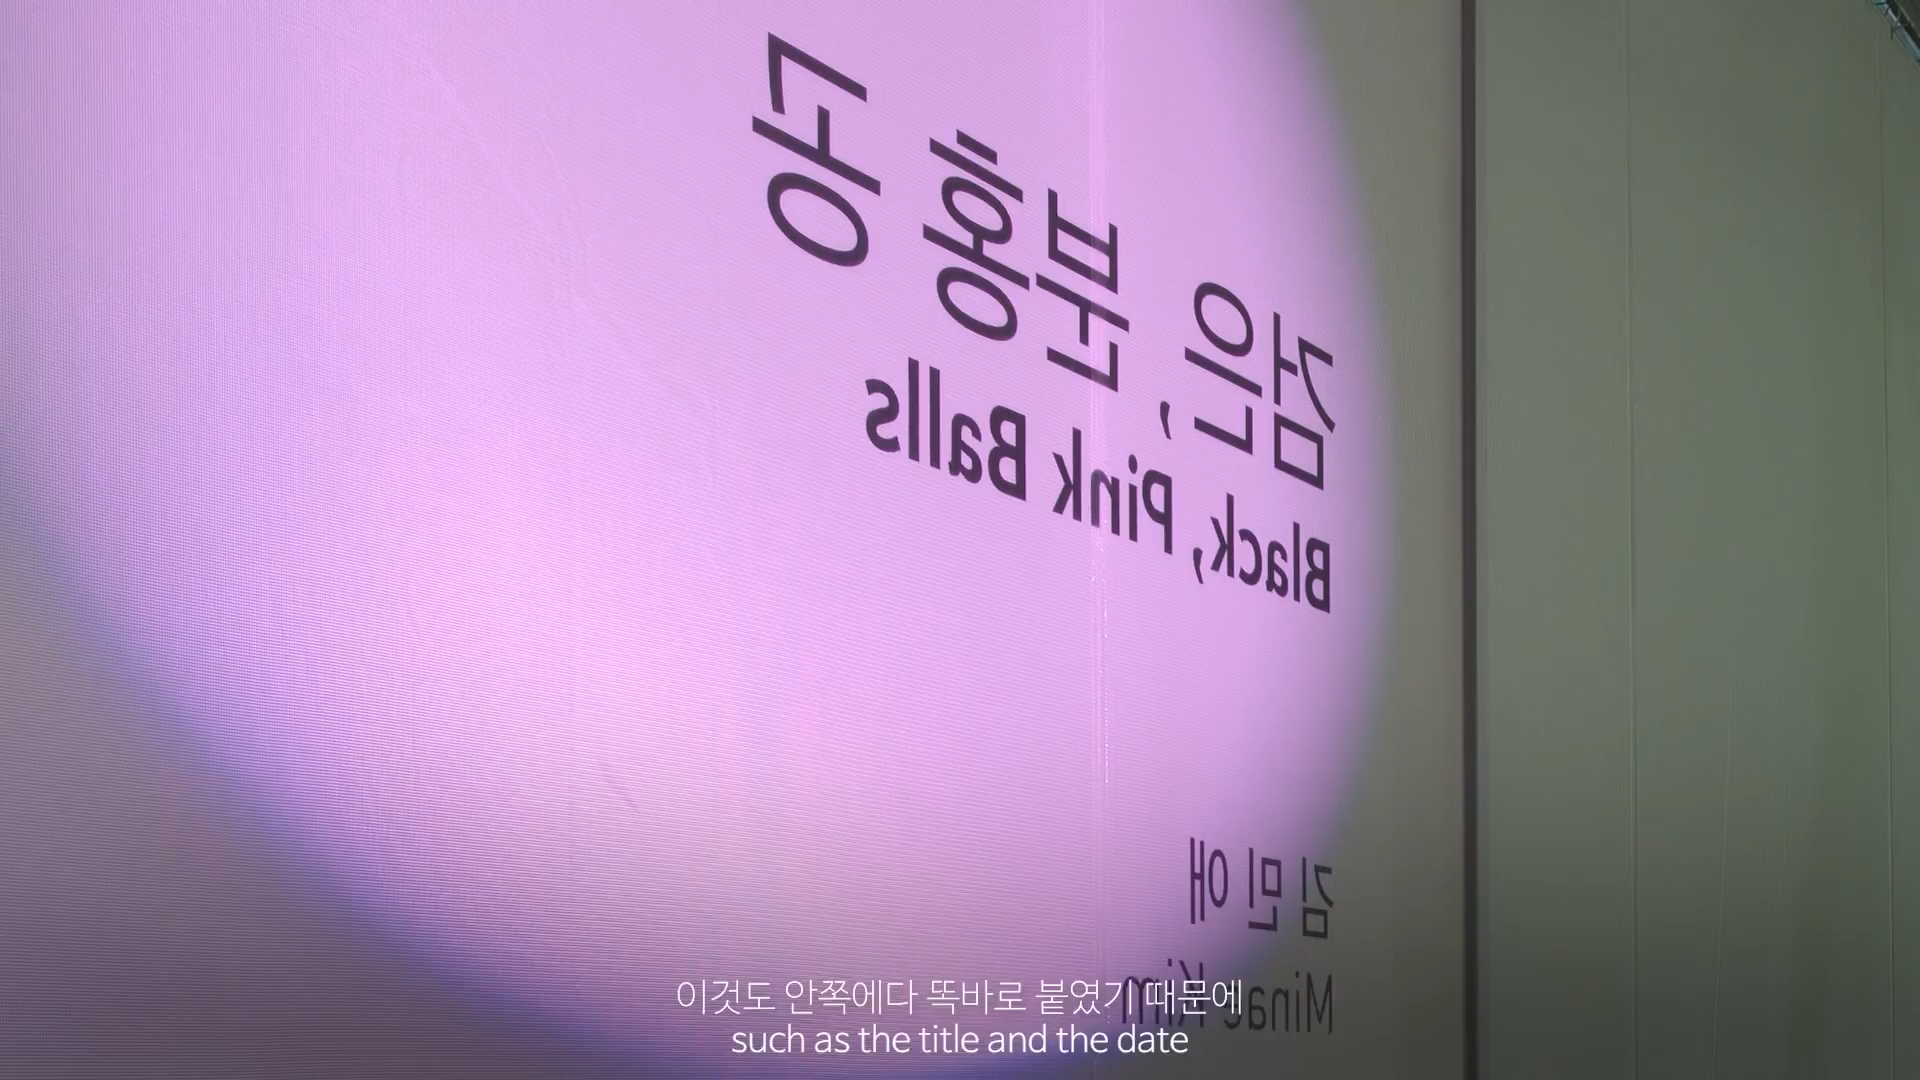 검은, 분홍 공
Black, Pink Balls
김민애
Minae Kim
이것도 안쪽에다 똑바로 붙였기 때문에
such as the title and the date